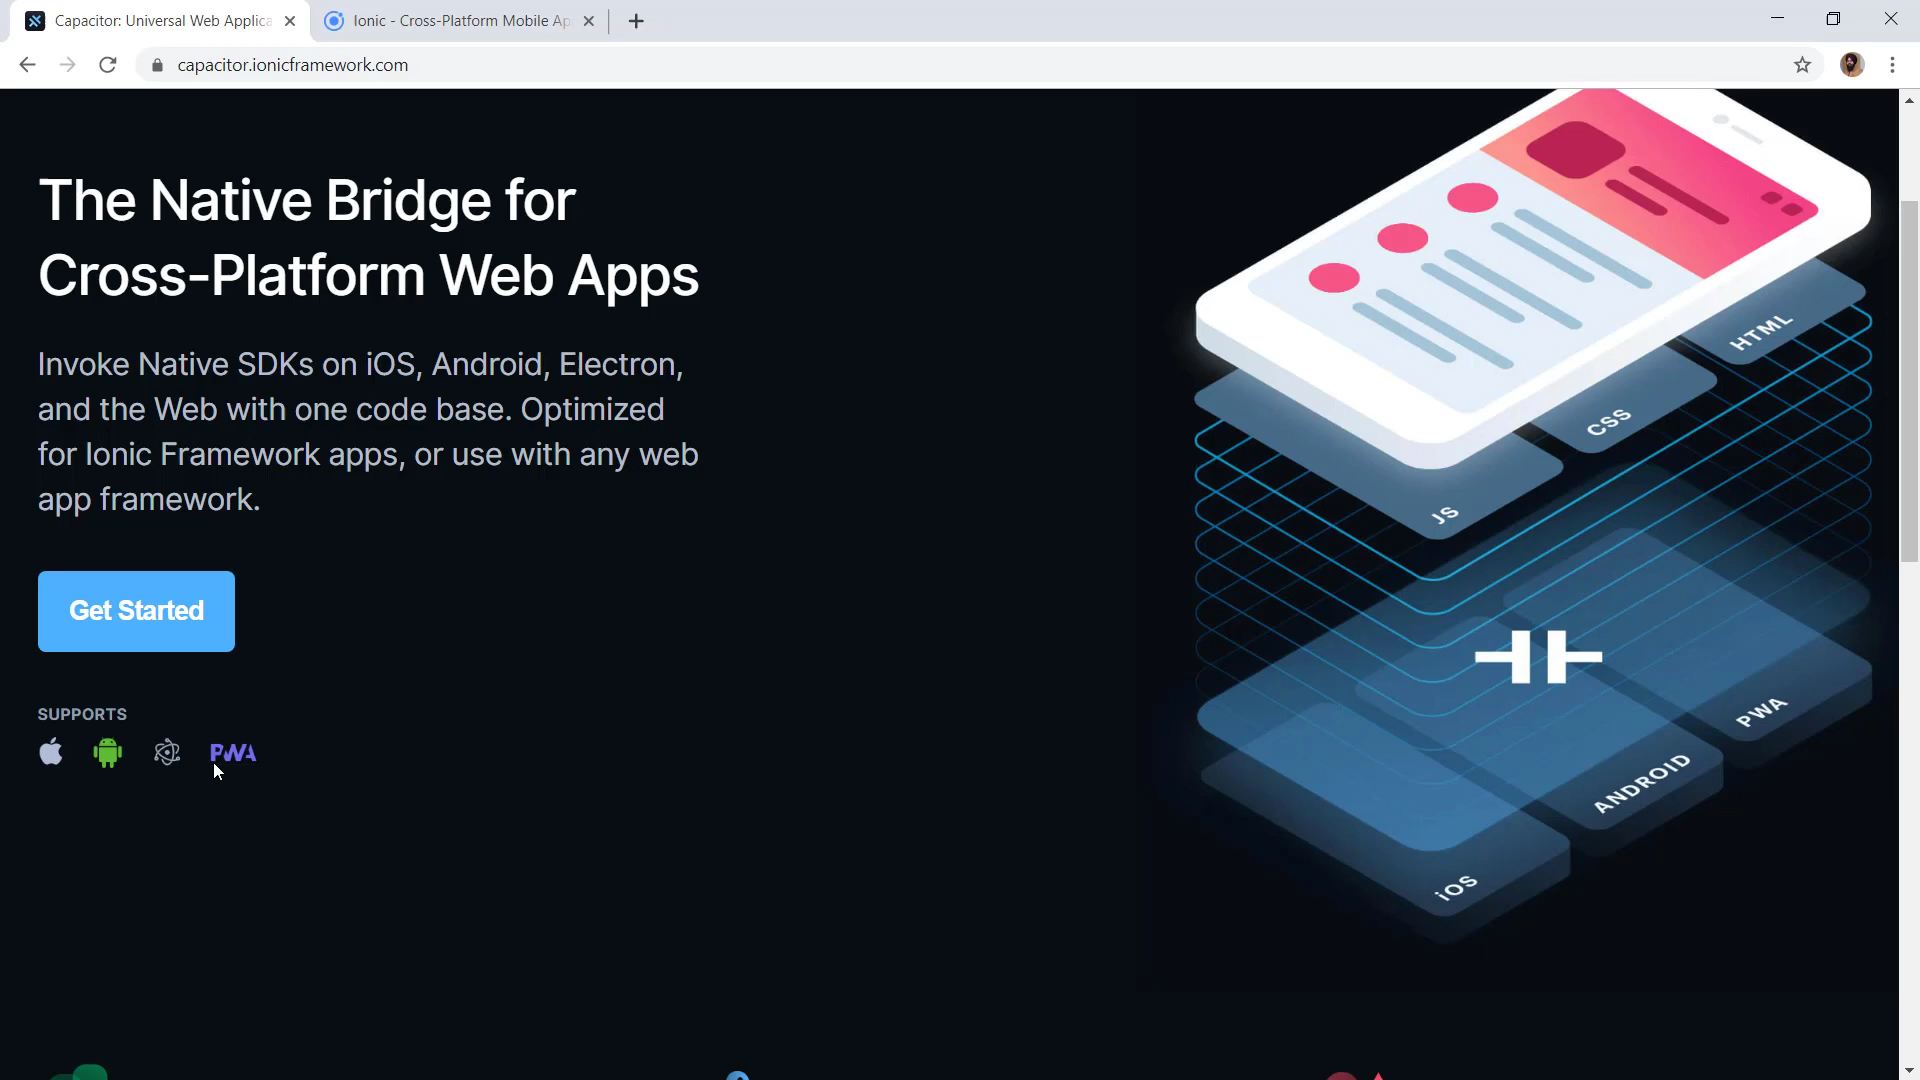 Capacitor: Universal Web Applica
Ionic - Cross-Platform Mobile Ap
capacitor.ionicframework.com
The Native Bridge for
Cross-Platform Web Apps
Invoke Native SDKs on iOS, Android, Electron,
and the Web with one code base. Optimized
for Ionic Framework apps, or use with any web
app framework.
Get Started
SUPPORTS
PWA
HTML
CSS
JS
PWA
ANDROID
iOS